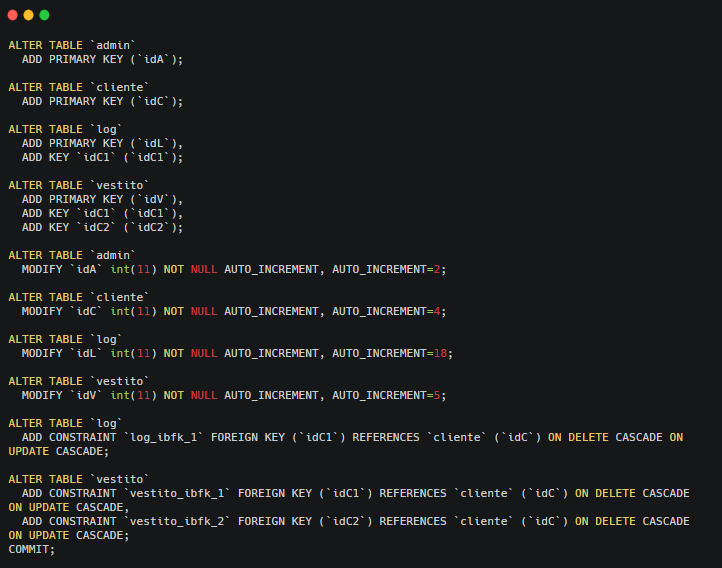 ALTER TABLE `admin`
  ADD PRIMARY KEY (`idA`);

ALTER TABLE `cliente`
  ADD PRIMARY KEY (`idC`);

ALTER TABLE `log`
  ADD PRIMARY KEY (`idL`),
  ADD KEY `idC1` (`idC1`);

ALTER TABLE `vestito`
  ADD PRIMARY KEY (`idV`),
  ADD KEY `idC1` (`idC1`),
  ADD KEY `idC2` (`idC2`);

ALTER TABLE `admin`
  MODIFY `idA` int(11) NOT NULL AUTO_INCREMENT, AUTO_INCREMENT=2;

ALTER TABLE `cliente`
  MODIFY `idC` int(11) NOT NULL AUTO_INCREMENT, AUTO_INCREMENT=4;

ALTER TABLE `log`
  MODIFY `idL` int(11) NOT NULL AUTO_INCREMENT, AUTO_INCREMENT=18;

ALTER TABLE `vestito`
  MODIFY `idV` int(11) NOT NULL AUTO_INCREMENT, AUTO_INCREMENT=5;

ALTER TABLE `log`
  ADD CONSTRAINT `log_ibfk_1` FOREIGN KEY (`idC1`) REFERENCES `cliente` (`idC`) ON DELETE CASCADE ON
UPDATE CASCADE;

ALTER TABLE `vestito`
  ADD CONSTRAINT `vestito_ibfk_1` FOREIGN KEY (`idC1`) REFERENCES `cliente` (`idC`) ON DELETE CASCADE
ON UPDATE CASCADE,
  ADD CONSTRAINT `vestito_ibfk_2` FOREIGN KEY (`idC2`) REFERENCES `cliente` (`idC`) ON DELETE CASCADE
ON UPDATE CASCADE;
COMMIT;